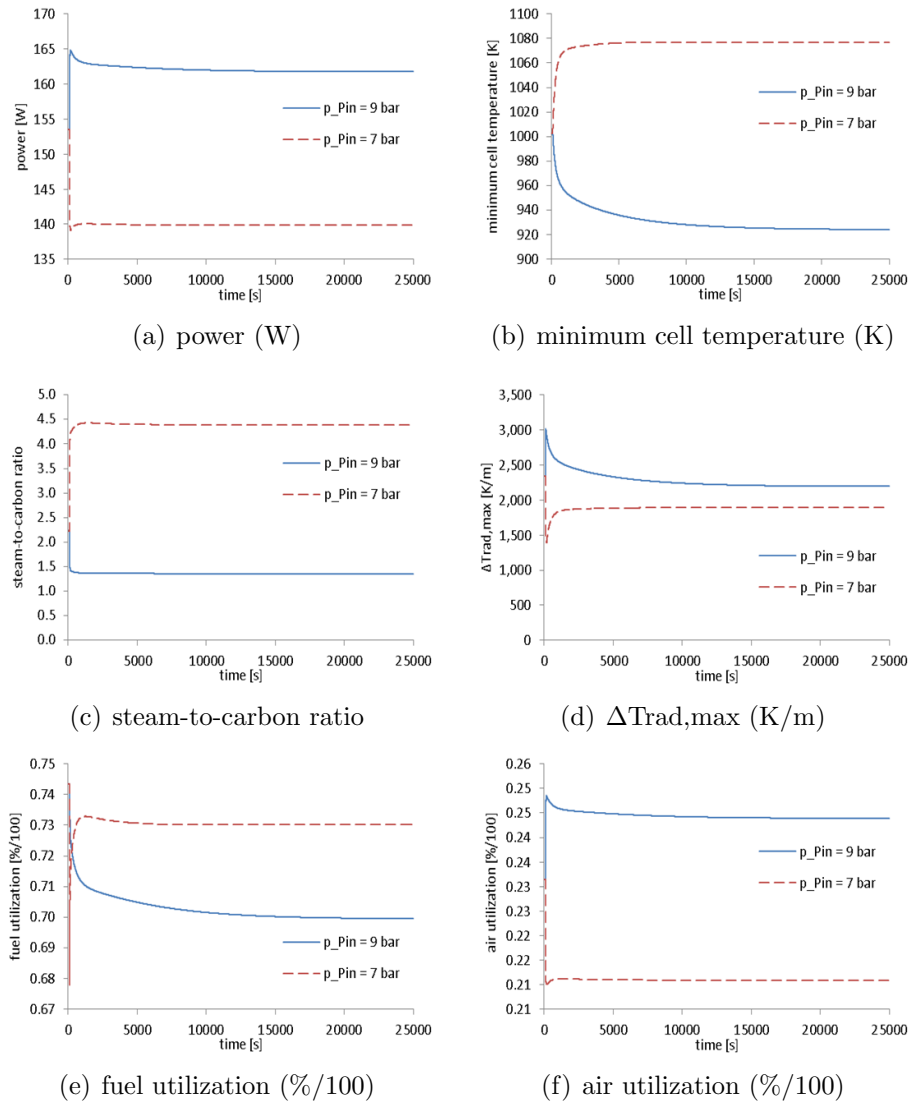 170
165
160
155
150
145
140
135
power [W]
p_Pin = 9 bar
p_Pin = 7 bar
0 5000 10000 15000 20000 25000
time [s]
(a) power (W)
1100
1080
1060
1040
1020
1000
980
960
940
920
900
minimum cell temperature [K]
p_Pin = 9 bar
p_Pin = 7 bar
0 5000 10000 15000 20000 25000
time [s]
(b) minimum cell temperature (K)
5.0
4.5
4.0
3.5
3.0
2.5
2.0
1.5
1.0
0.5
0.0
steam-to-carbon ratio
p_Pin = 9 bar
p_Pin = 7 bar
0 5000 10000 15000 20000 25000
time [s]
(c) steam-to-carbon ratio
3,500
3,000
2,500
2,000
1,500
1,000
500
0
ΔTrad,max [K/m]
p_Pin = 9 bar
p_Pin = 7 bar
0 5000 10000 15000 20000 25000
time [s]
(d) ΔTrad,max (K/m)
0.75
0.74
0.73
0.72
0.71
0.70
0.69
0.68
0.67
fuel utilization [%/100]
p_Pin = 9 bar
p_Pin = 7 bar
0 5000 10000 15000 20000 25000
time [s]
(e) fuel utilization (%/100)
0.26
0.25
0.25
0.24
0.24
0.23
0.23
0.22
0.22
0.21
0.21
air utilization [%/100]
p_Pin = 9 bar
p_Pin = 7 bar
0 5000 10000 15000 20000 25000
time [s]
(f) air utilization (%/100)